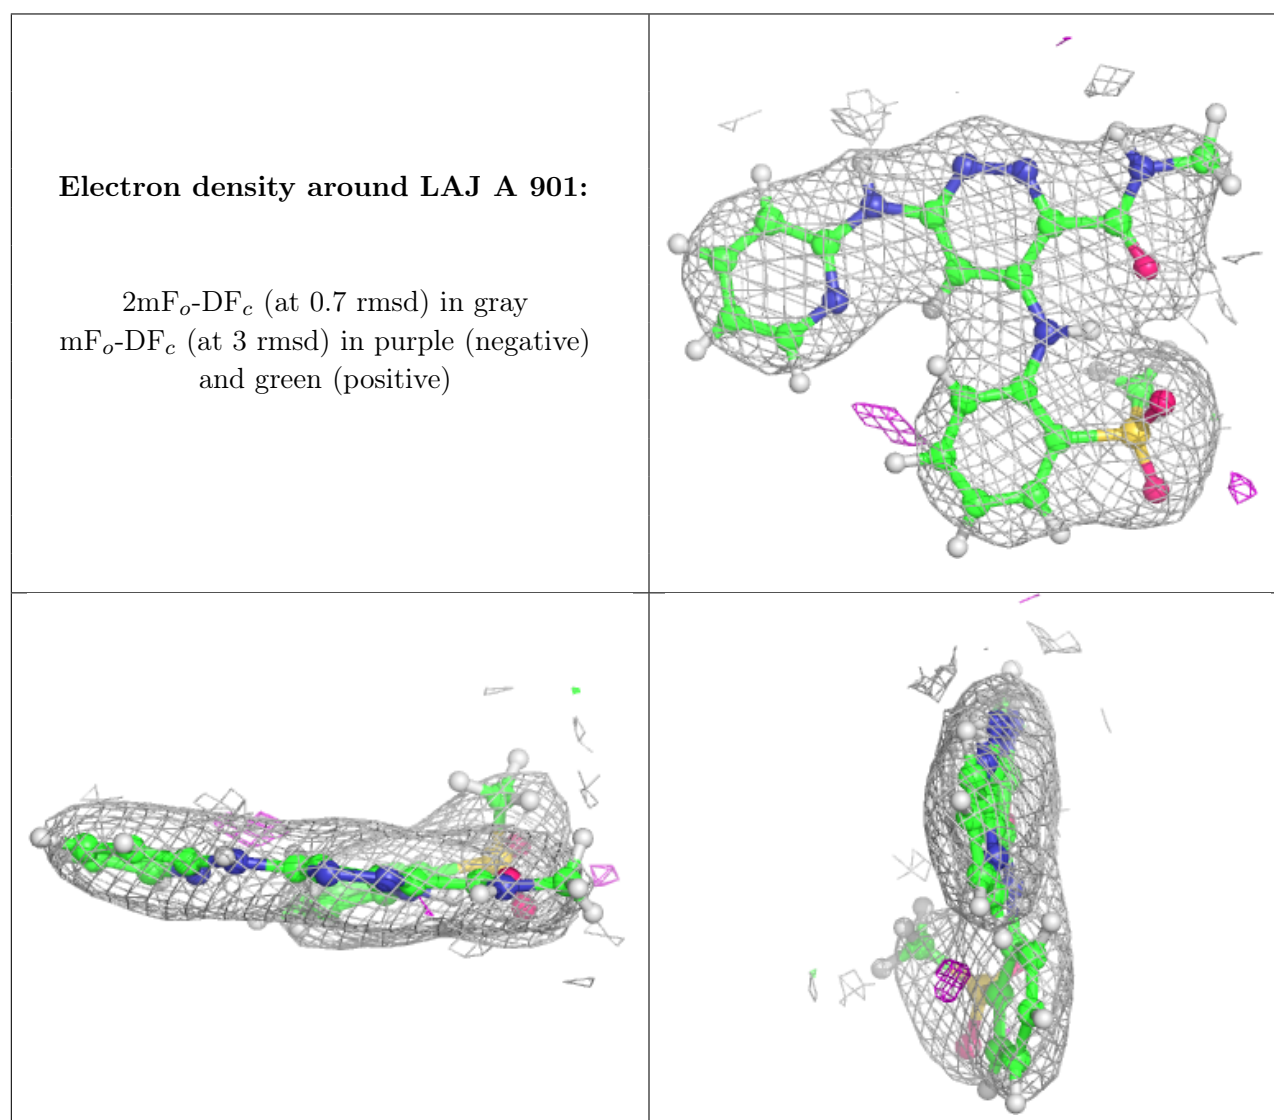 Electron density around LAJ A 901:
2mFo-DFc (at 0.7 rmsd) in gray
mFo-DFc (at 3 rmsd) in purple (negative)
and green (positive)